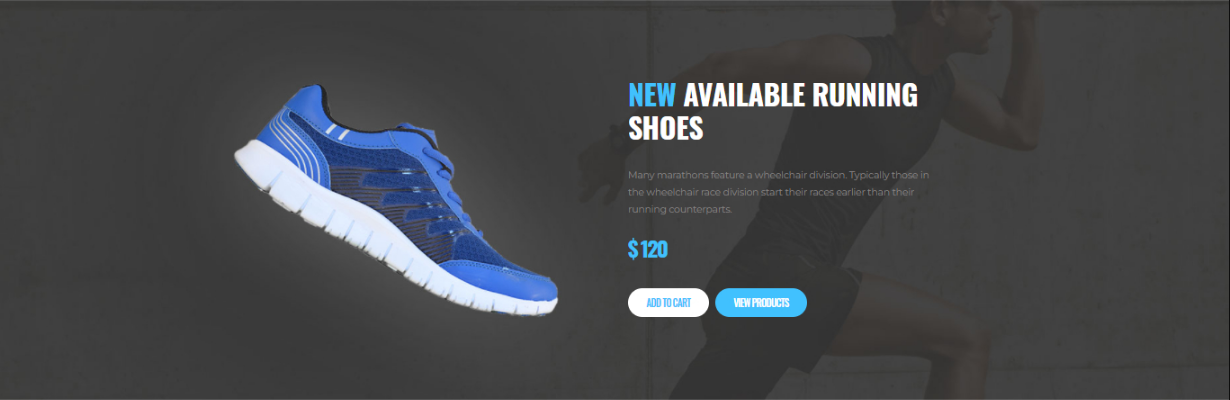 NEW AVAILABLE RUNNING
SHOES
Many marathons feature a wheelchair division. Typically those in
the wheelchair race division start their races earlier than their
running counterparts.
$ 120
ADD TO CART
VIEW PRODUCTS